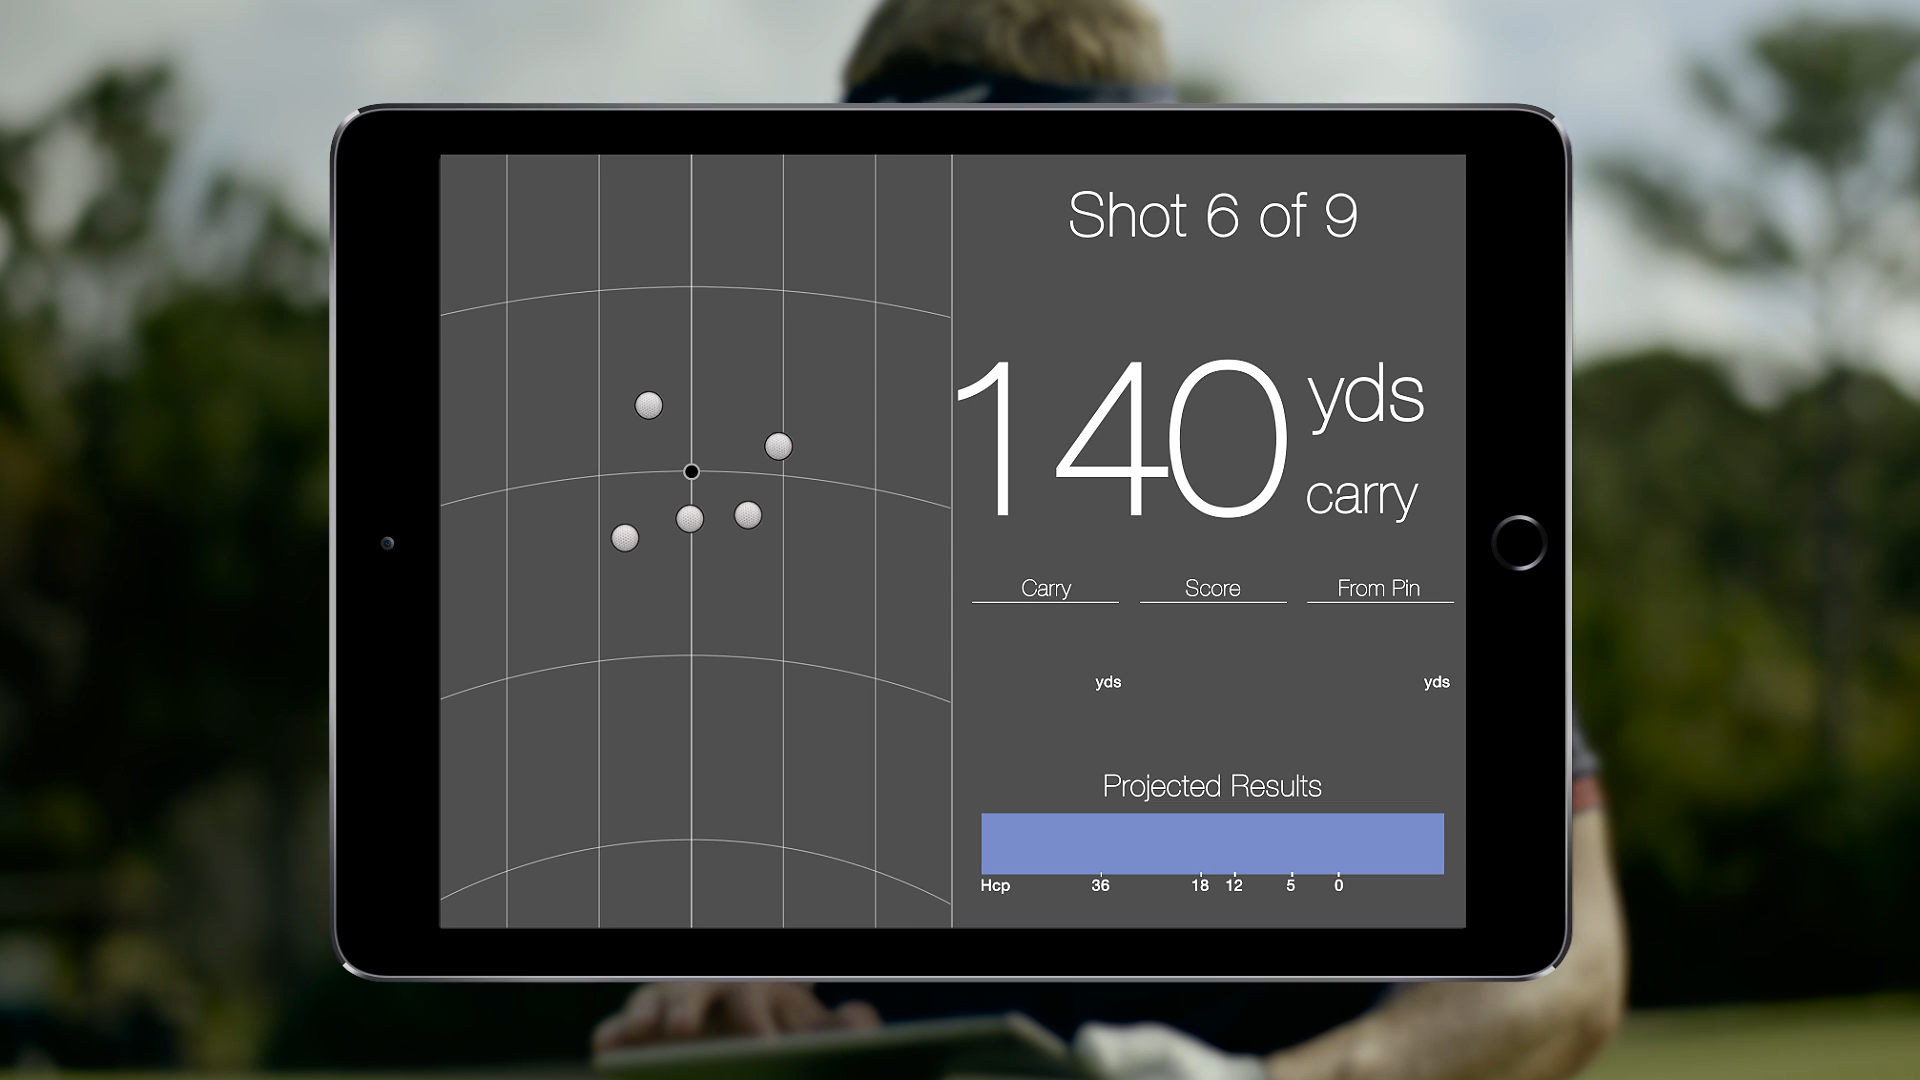 Shot 6 of 9
140 yds
carry
Carry Score From Pin
yds yds
Projected Results
Hcp 36 18 12 5 0